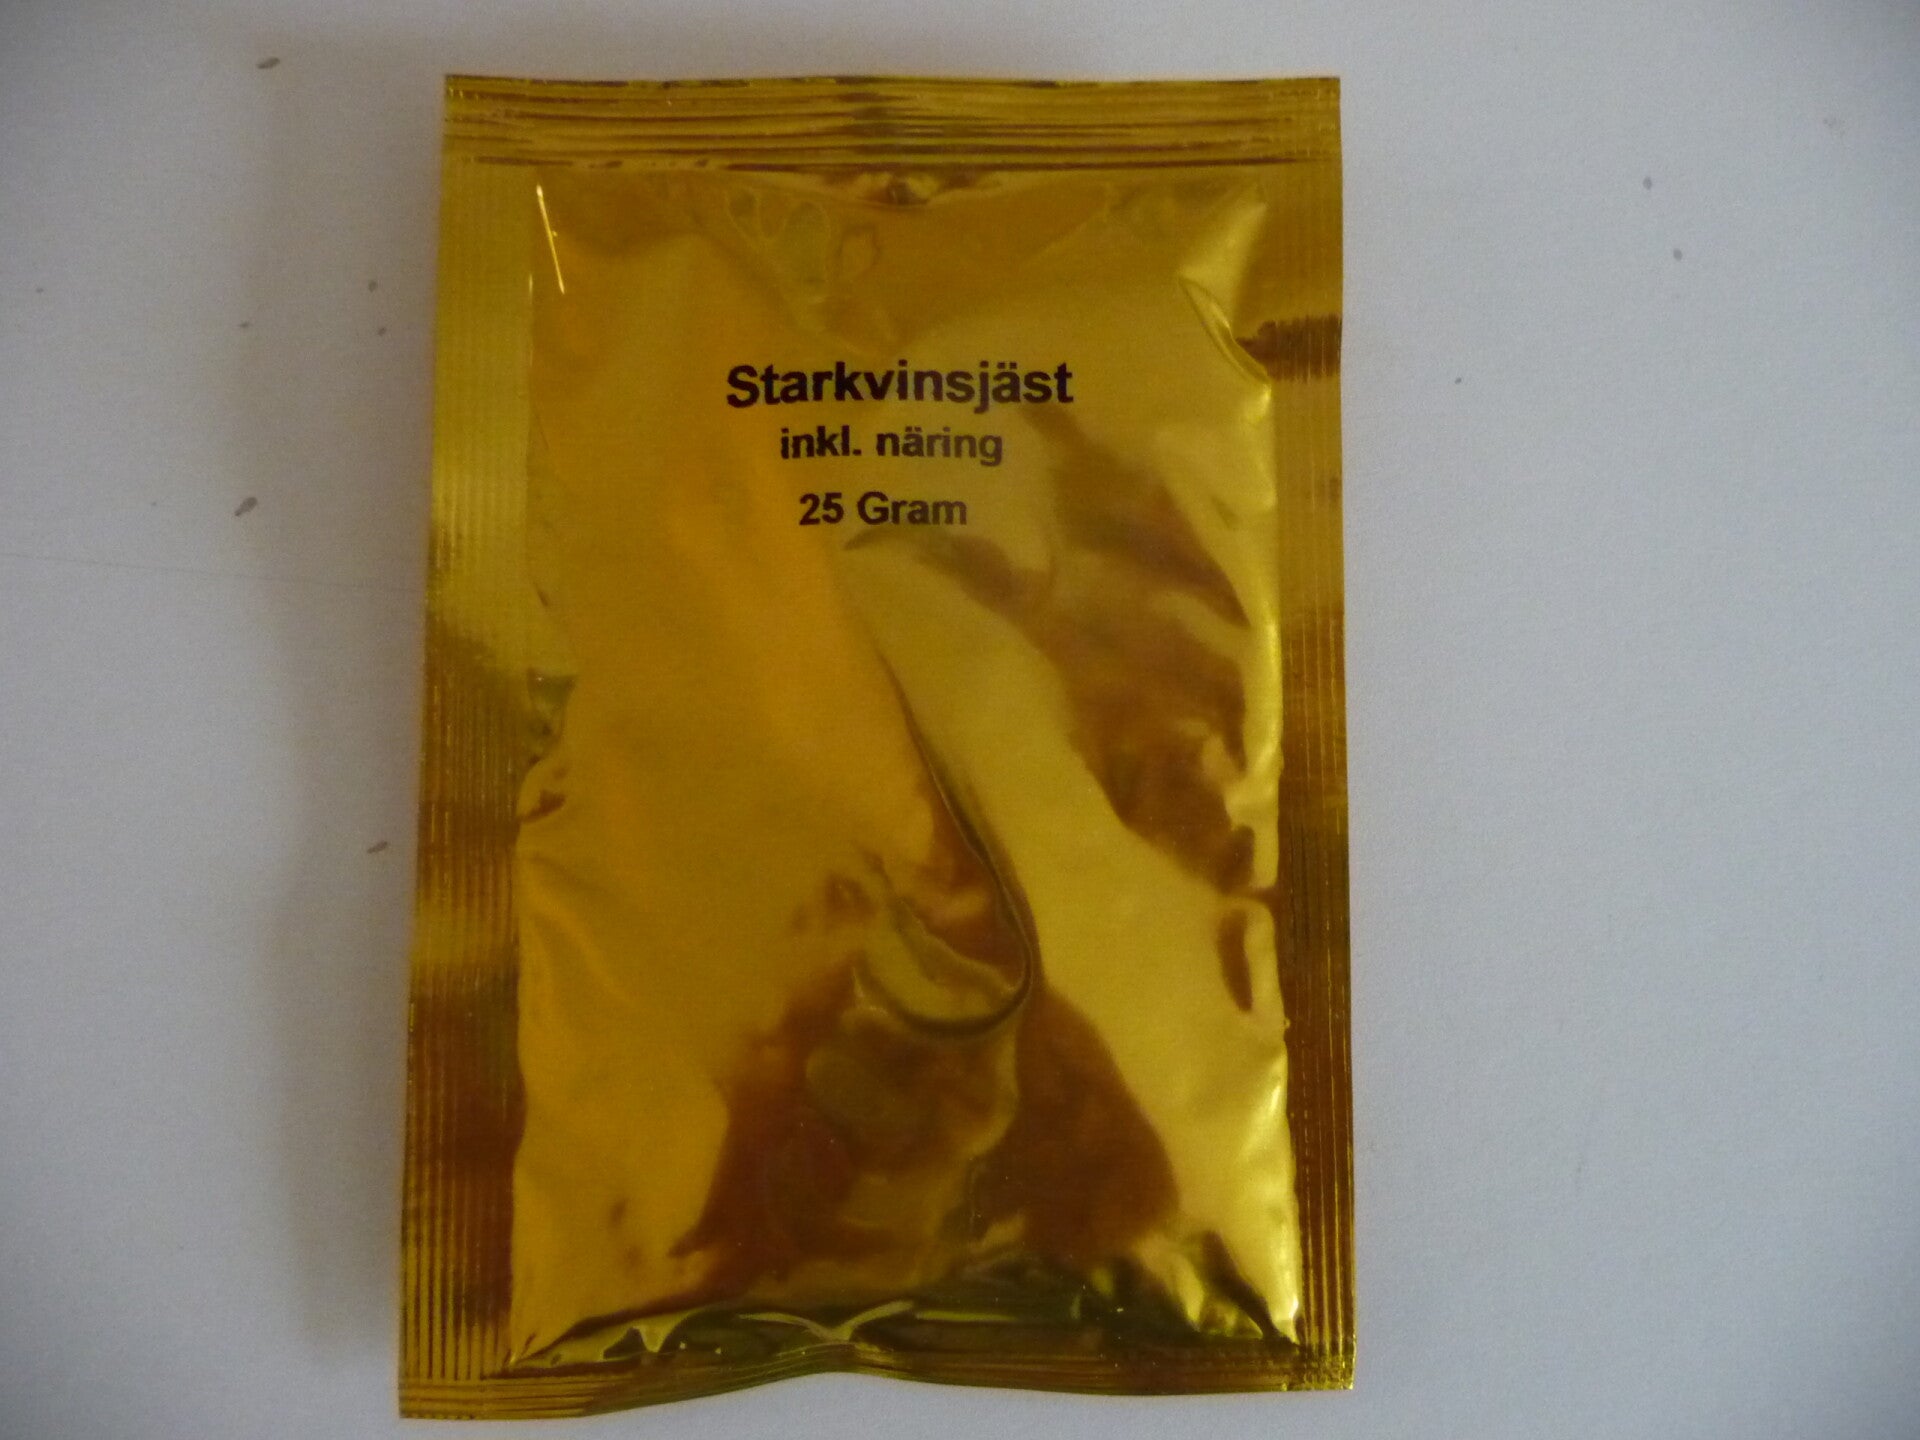 Starkvinsjäst
inkl. näring
25 Gram